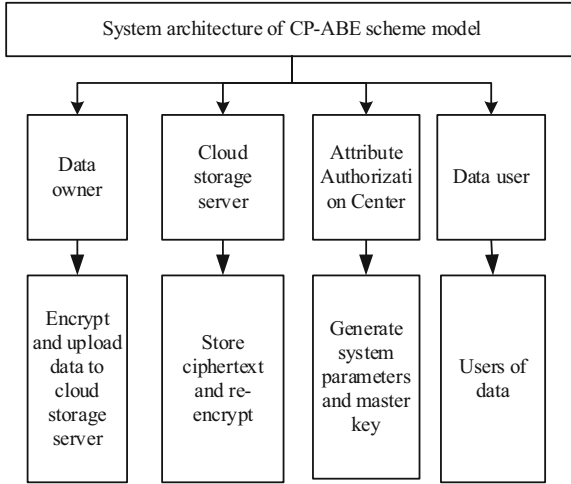 System architecture of CP-ABE scheme model
Data
owner
Cloud
storage
server
Attribute
Authorizati
on Center
Data user
Encrypt
and upload
data to
cloud
storage
server
Store
ciphertext
and re-
encrypt
Generate
system
parameters
and master
key
Users of
data